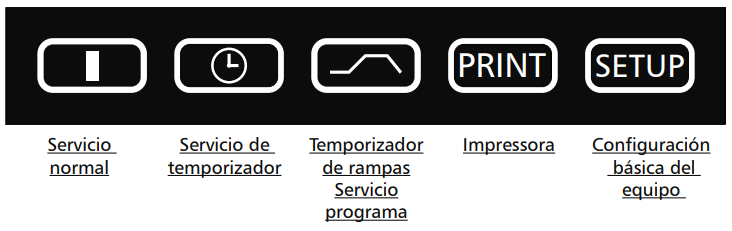 PRINT
SETUP
Servicio
normal
Servicio de
temporizador
Temporizador
de rampas
Servicio
programa
Impressora
Configuración
básica del
equipo